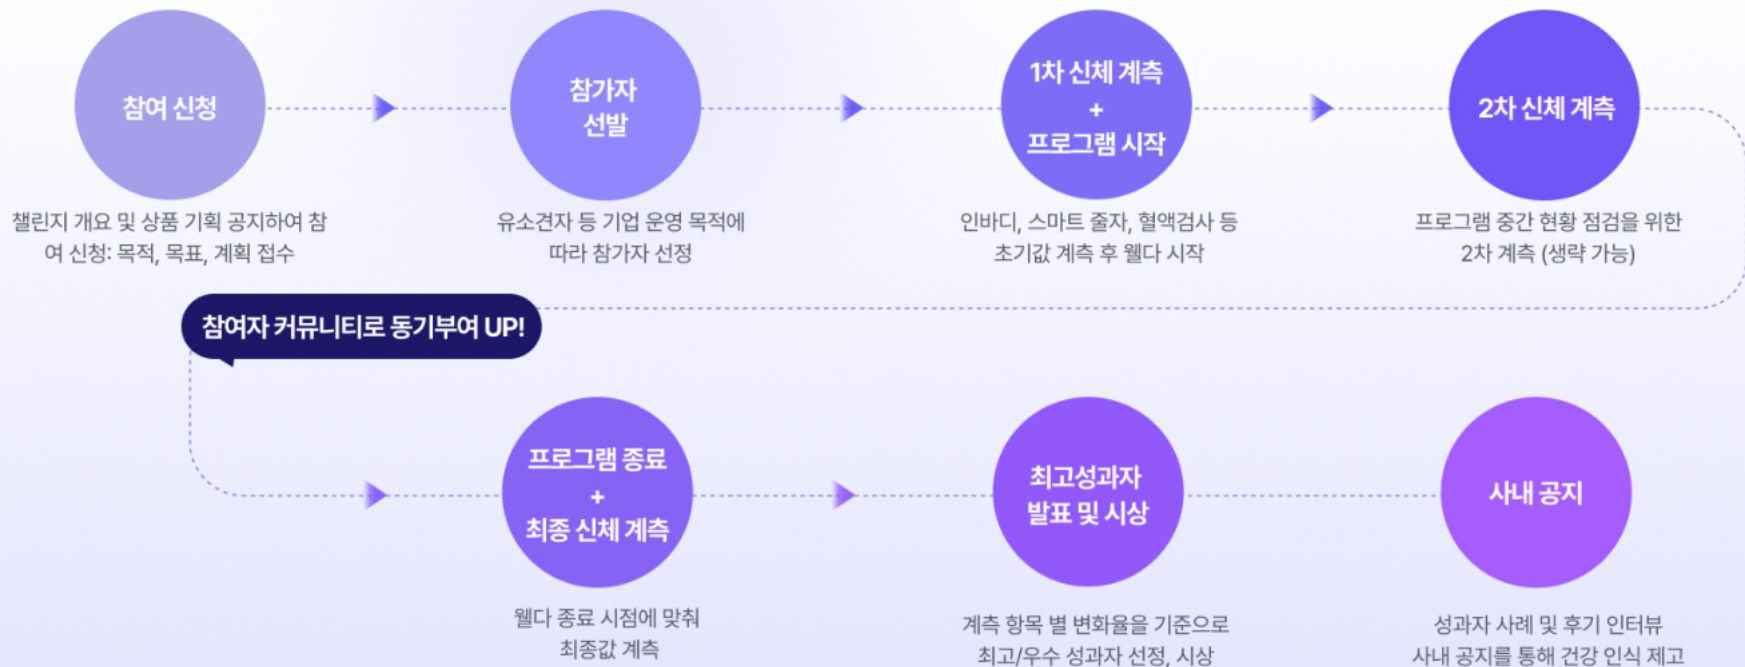 참여 신청
참가자
선발
1차 신체 계측
+
프로그램 시작
2차 신체 계측
챌린지 개요 및 상품 기획 공지하여 참
여 신청: 목적, 목표, 계획 접수
유소견자 등 기업 운영 목적에
따라 참가자 선정
인바디, 스마트 줄자, 혈액검사 등
초기값 계측 후 웰다 시작
프로그램 중간 현황 점검을 위한
2차 계측 (생략 가능)
참여자 커뮤니티로 동기부여 UP!
프로그램 종료
+
최종 신체 계측
최고성과자
발표 및 시상
사내 공지
웰다 종료 시점에 맞춰
최종값 계측
계측 항목 별 변화율을 기준으로
최고/우수 성과자 선정, 시상
성과자 사례 및 후기 인터뷰
사내 공지를 통해 건강 인식 제고